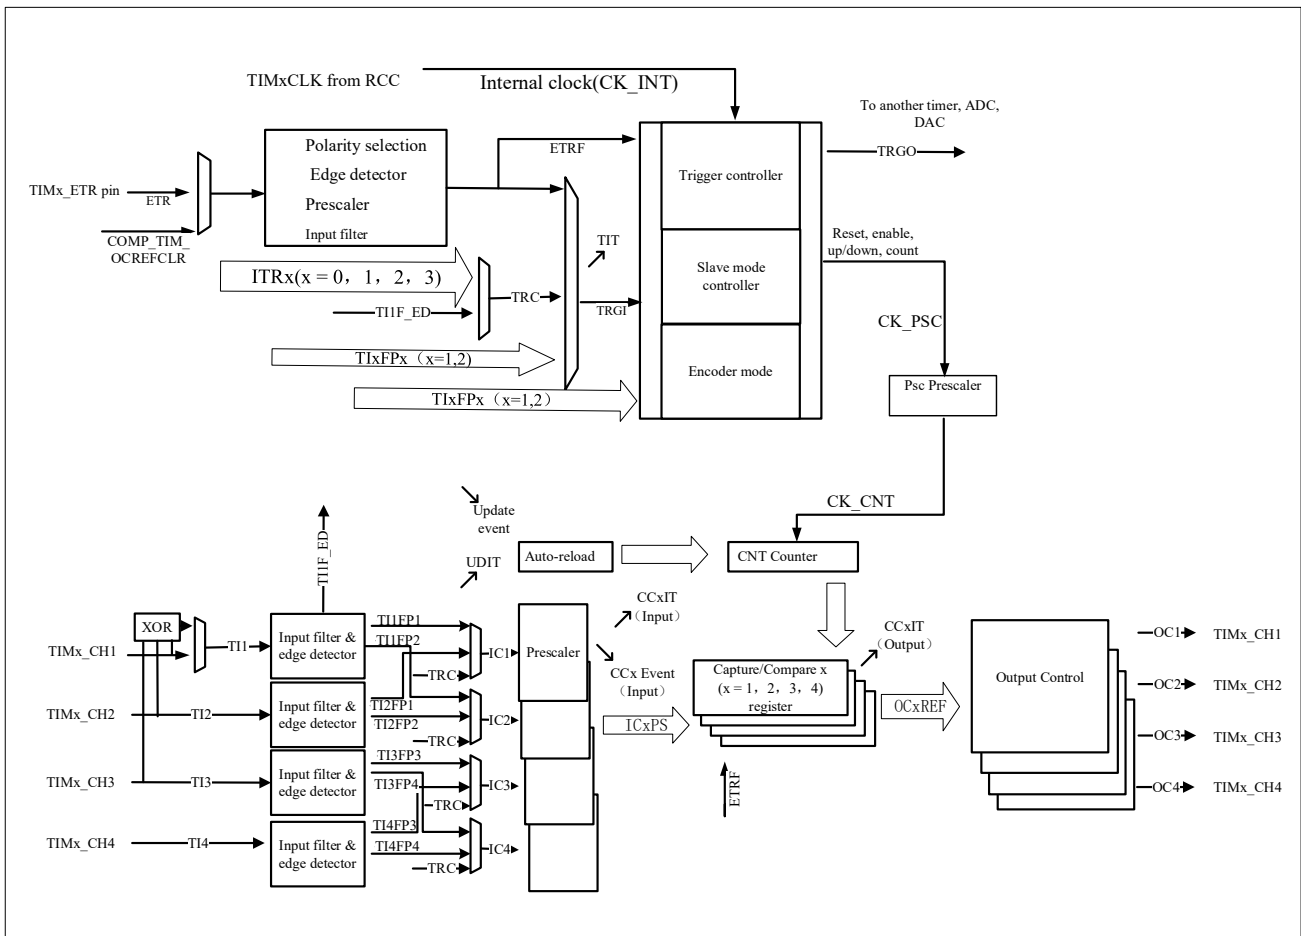 TIMxCLK from RCC
Internal clock(CK_INT)
To another timer, ADC,
DAC
TRGO
ETRF
Polarity selection
Edge detector
Prescaler
Input filter
TIMx_ETR pin
ETR
COMP_TIM_
OCREFCLR
Trigger controller
Slave mode
controller
Encoder mode
Reset, enable,
up/down, count
TIT
ITRx(x = 0，1，2，3)
TI1F_ED
TRC
TRGI
TIxFPx（x=1,2）
TIxFPx（x=1,2）
CK_PSC
Psc Prescaler
CK_CNT
Update
event
UDIT
Auto-reload
CNT Counter
TI1F_ED
XOR
TIMx_CH1
TI1
Input filter &
edge detector
TI1FP1
TI1FP2
TRC
IC1
Prescaler
CCxIT
（Input）
CCx Event
（Input）
CCxIT
（Output）
Capture/Compare x
(x = 1，2，3，4)
register
ICxPS
OCxREF
ETRF
Output Control
OC1
TIMx_CH1
OC2
TIMx_CH2
OC3
TIMx_CH3
OC4
TIMx_CH4
TIMx_CH2
TI2
Input filter &
edge detector
TI2FP1
TI2FP2
TRC
IC2
TIMx_CH3
TI3
Input filter &
edge detector
TI3FP3
TI3FP4
TRC
IC3
TIMx_CH4
TI4
Input filter &
edge detector
TI4FP3
TI4FP4
TRC
IC4